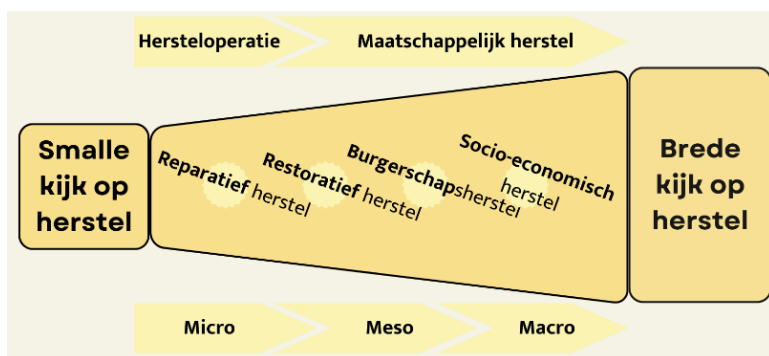 Hersteloperatie
Maatschappelijk herstel
Smalle
kijk op
herstel
Reparatief herstel
Restoratief herstel
Burgerschapsherstel
Socio-economisch
herstel
Brede
kijk op
herstel
Micro
Meso
Macro